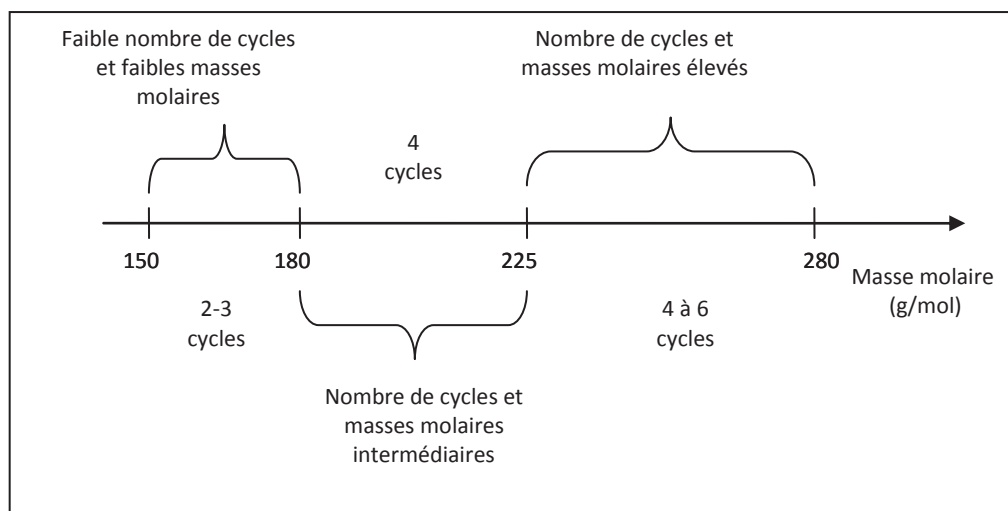 Faible nombre de cycles
et faibles masses
molaires
Nombre de cycles et
masses molaires élevés
4
cycles
150
180
225
280
Masse molaire
(g/mol)
2-3
cycles
4 à 6
cycles
Nombre de cycles et
masses molaires
intermédiaires